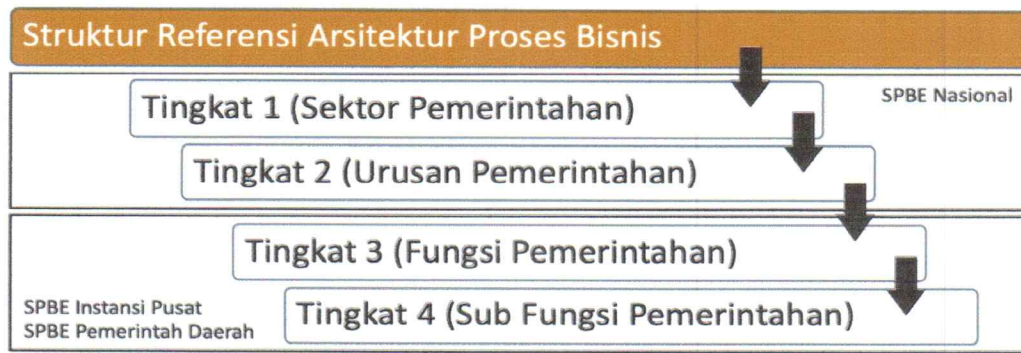 Struktur Referensi Arsitektur Proses Bisnis
Tingkat 1 (Sektor Pemerintahan)
SPBE Nasional
Tingkat 2 (Urusan Pemerintahan)
Tingkat 3 (Fungsi Pemerintahan)
SPBE Instansi Pusat
SPBE Pemerintah Daerah
Tingkat 4 (Sub Fungsi Pemerintahan)